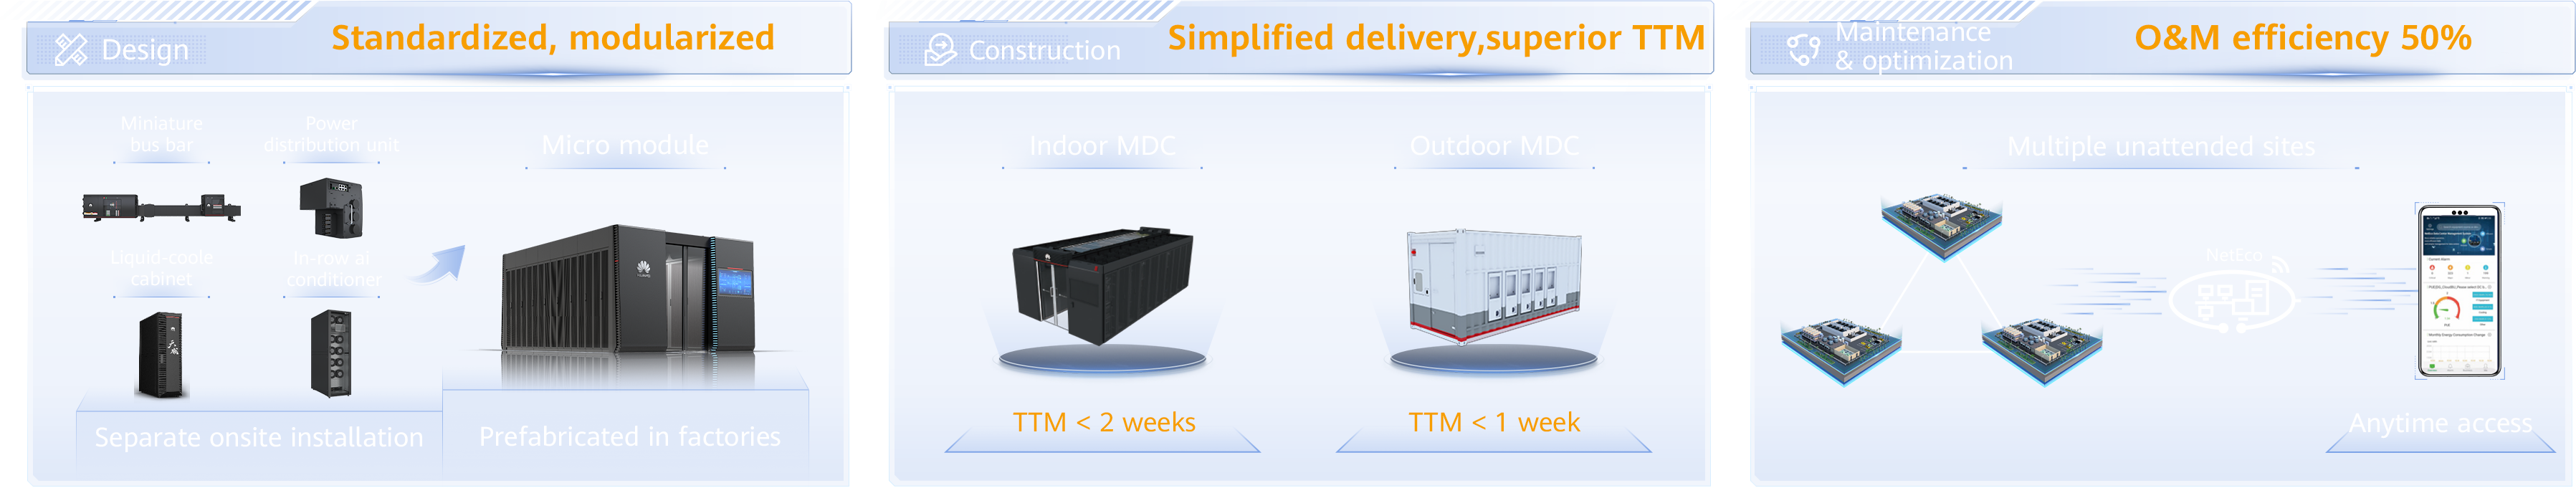 Design
Standardized, modularized
Miniature
bus bar
Power
distribution unit
Micro module
Liquid-coole
cabinet
In-row ai
conditioner
Separate onsite installation
Prefabricated in factories
Construction
Simplified delivery,superior TTM
Indoor MDC
Outdoor MDC
TTM < 2 weeks
TTM < 1 week
Maintenance
& optimization
O&M efficiency 50%
Multiple unattended sites
NetEco
Anytime access